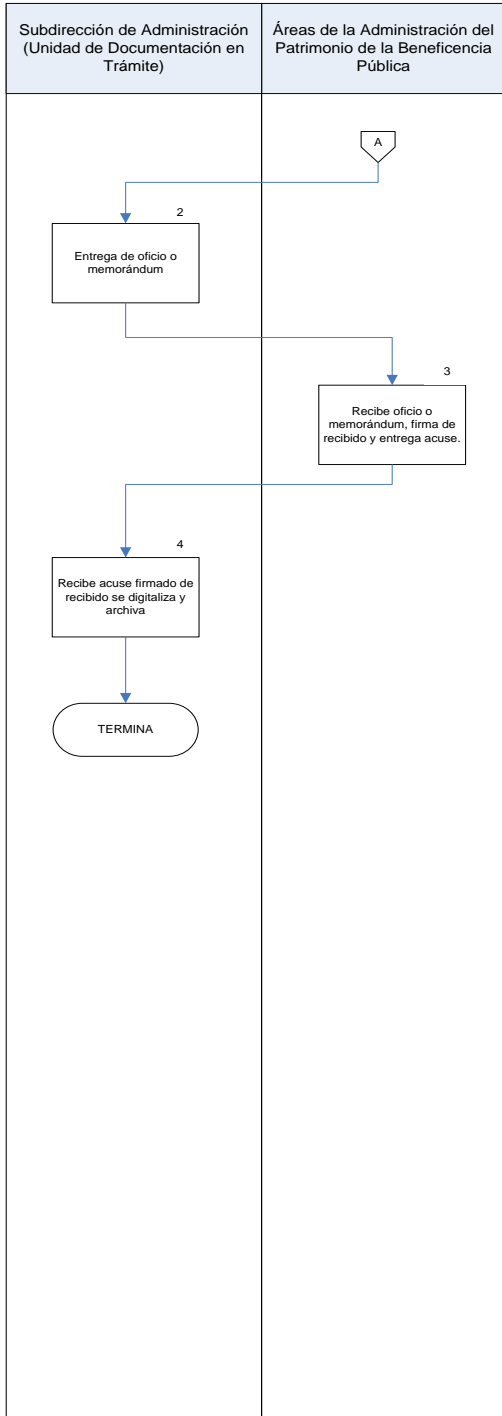 Subdirección de Administración
(Unidad de Documentación en
Trámite)
Áreas de la Administración del
Patrimonio de la Beneficencia
Pública
A
2
Entrega de oficio o
memorándum
3
Recibe oficio o
memorándum, firma de
recibido y entrega acuse.
4
Recibe acuse firmado de
recibido se digitaliza y
archiva
TERMINA